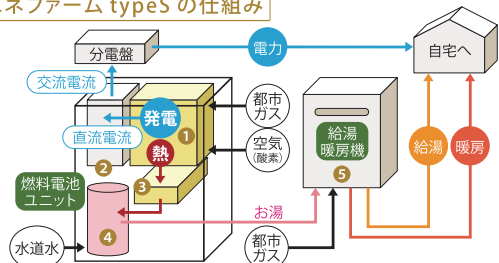 ネファーム typeS の仕組み
分電盤
電力
自宅へ
交流電流
発電
直流電流
都市
ガス
1
熱
空気
(酸素)
給湯
暖房機
給湯
暖房
2
3
5
燃料電池
ユニット
お湯
4
水道水
都市
ガス